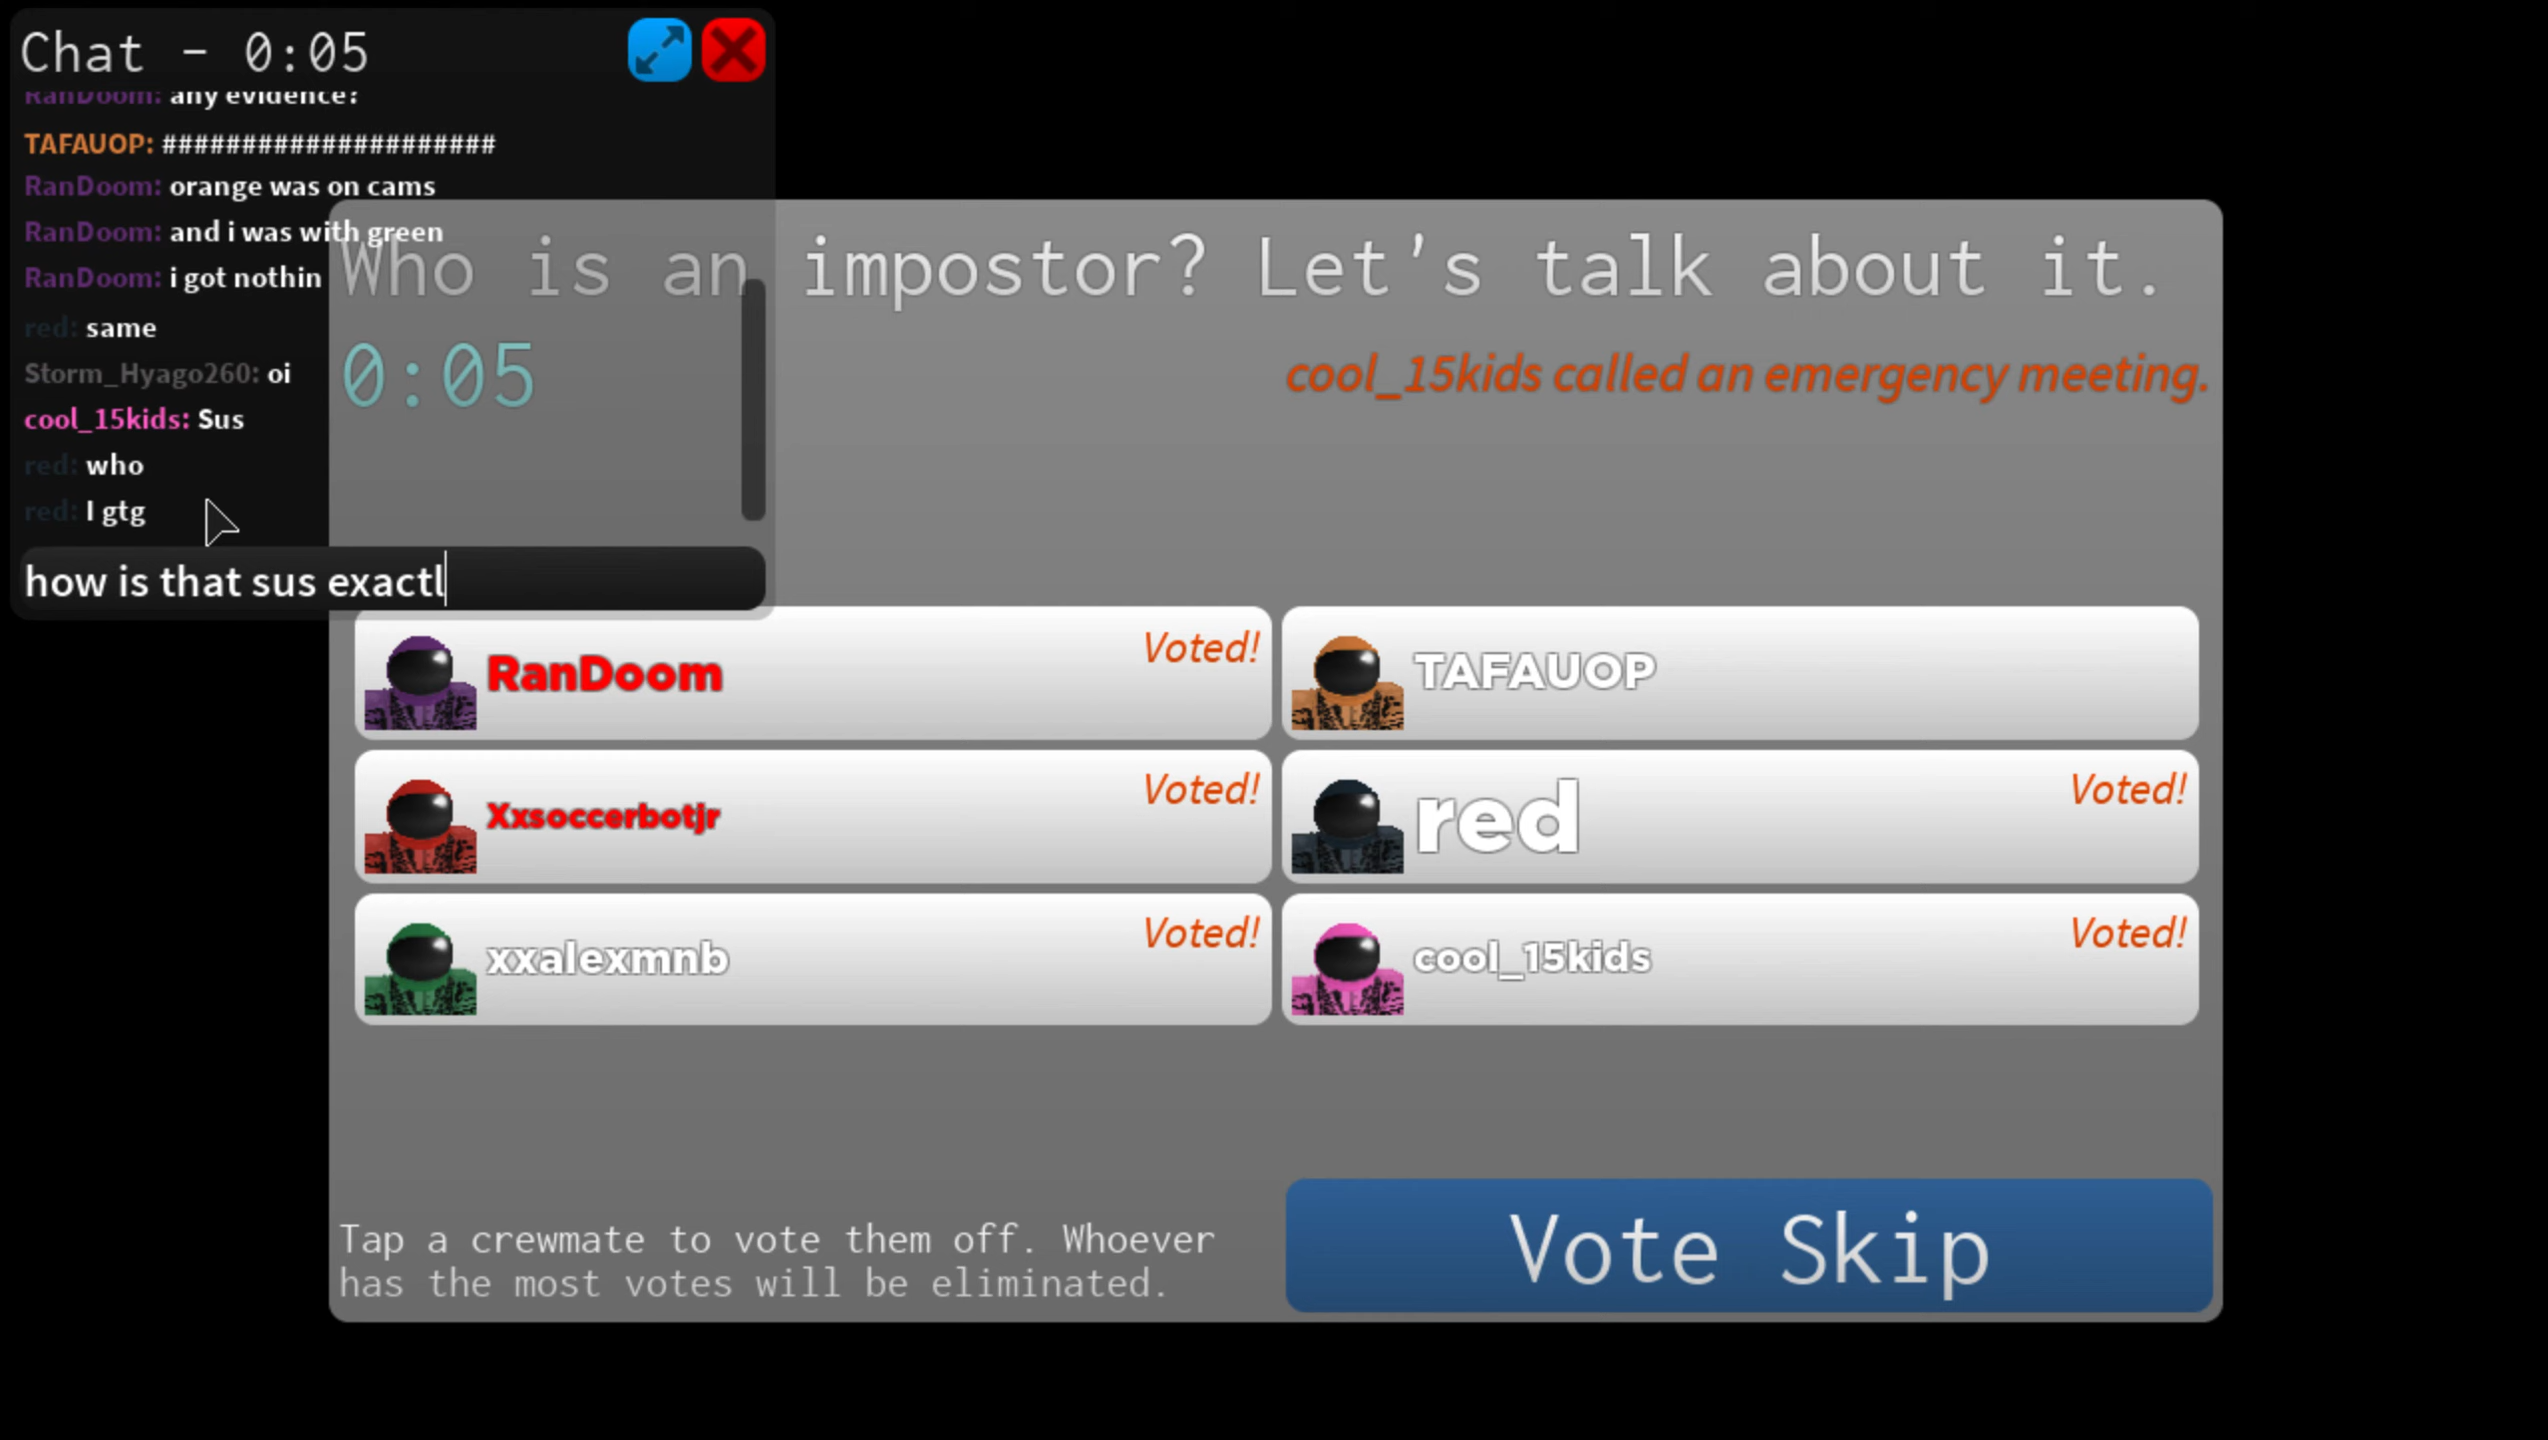 Chat - 0:05
RanDoom: any evidence?
TAFAUOP: #####################
RanDoom: orange was on cams
RanDoom: and i was with green
RanDoom: i got nothin
red: same
Storm_Hyago260: oi
cool_15kids: Sus
red: who
red: I gtg
how is that sus exactl
Who is an impostor? Let's talk about it.
0:05
cool_15kids called an emergency meeting.
RanDoom
Voted!
TAFAUOP
Xxsoccerbotjr
Voted!
red
Voted!
xxalexmnb
Voted!
cool_15kids
Voted!
Tap a crewmate to vote them off. Whoever
has the most votes will be eliminated.
Vote Skip